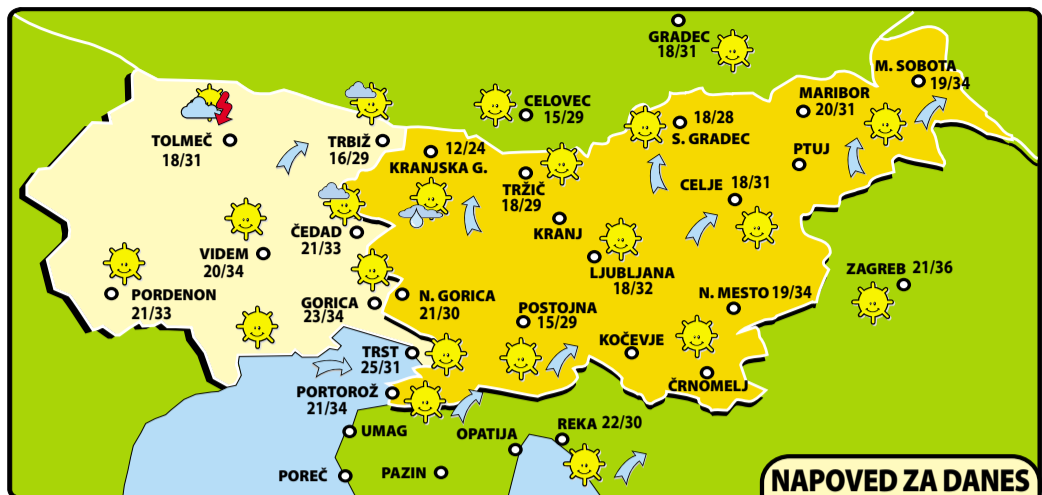 GRADEC
18/31
M. SOBOTA
19/34
MARIBOR
20/31
CELOVEC
15/29
18/28
S. GRADEC
TOLMEČ
18/31
TRBIŽ
16/29
12/24
KRANJSKA G.
PTUJ
TRŽIČ
18/29
CELJE 18/31
KRANJ
ČEDAD
21/33
VIDEM
20/34
LJUBLJANA
18/32
ZAGREB 21/36
PORDENON
21/33
GORICA
23/34
N. GORICA
21/30
POSTOJNA
15/29
N. MESTO 19/34
KOČEVJE
TRST
25/31
ČRNOMELJ
PORTOROŽ
21/34
UMAG
OPATIJA
REKA 22/30
POREČ
PAZIN
NAPOVED ZA DANES